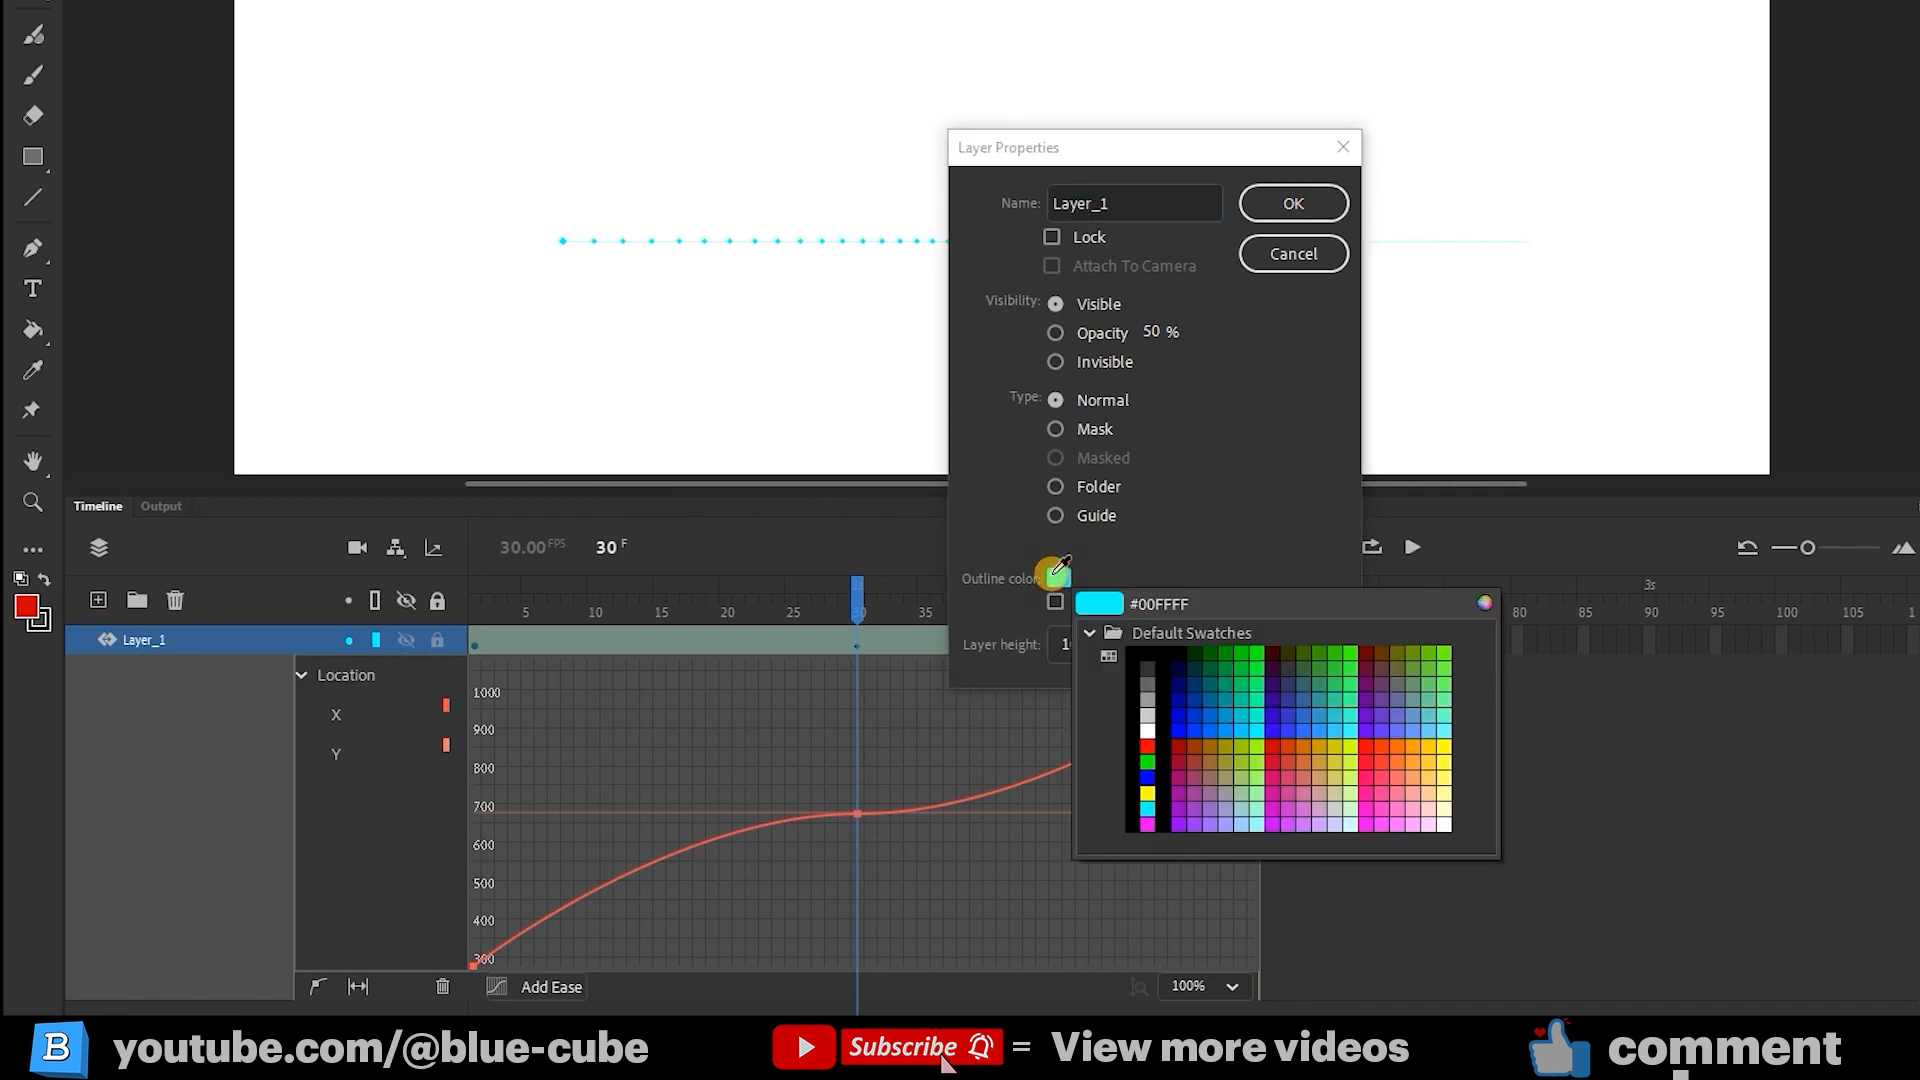 Layer Properties
Name: Layer_1
OK
Lock
Cancel
Attach To Camera
Visibility: Visible
Opacity 50 %
Invisible
Type: Normal
Mask
Masked
Folder
Guide
Timeline Output
30.00 FPS 30 F
Outline color:
#00FFFF
Default Swatches
Layer height:
5 10 15 20 25 30 35 80 85 90 95 100 105
3s
Layer_1
Location
X
Y
1000
900
800
700
600
500
400
300
Add Ease
100%
B youtube.com/@blue-cube Subscribe = View more videos comment